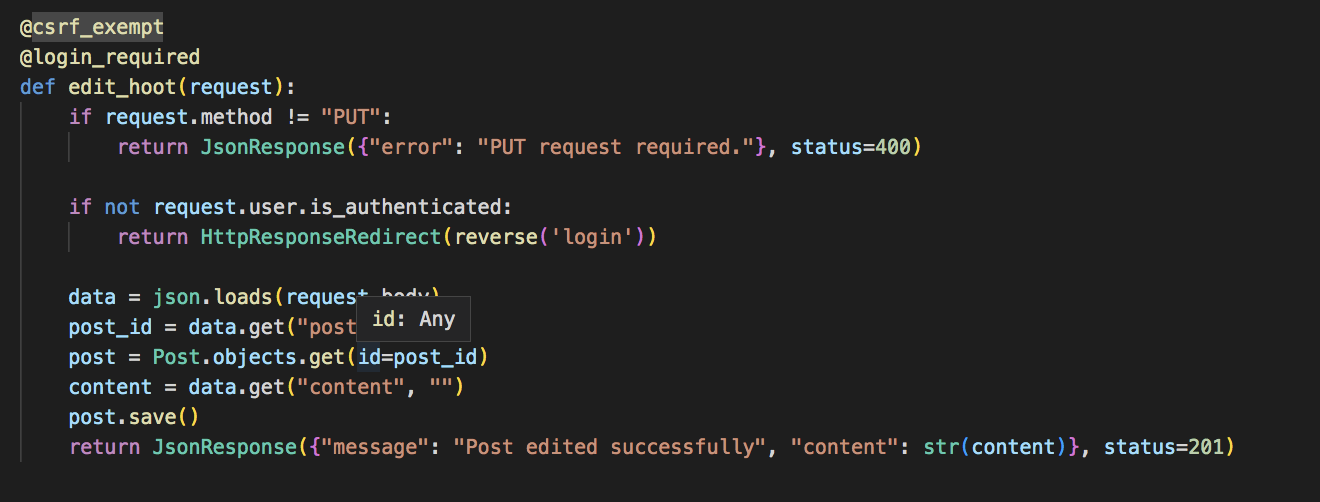 @csrf_exempt
@login_required
def edit_hoot(request):
if request.method != "PUT":
return JsonResponse({"error": "PUT request required."}, status=400)
if not request.user.is_authenticated:
return HttpResponseRedirect(reverse('login'))
data = json.loads(request.body)
post_id = data.get("post
id: Any
post = Post.objects.get(id=post_id)
content = data.get("content", "")
post.save()
return JsonResponse({"message": "Post edited successfully", "content": str(content)}, status=201)